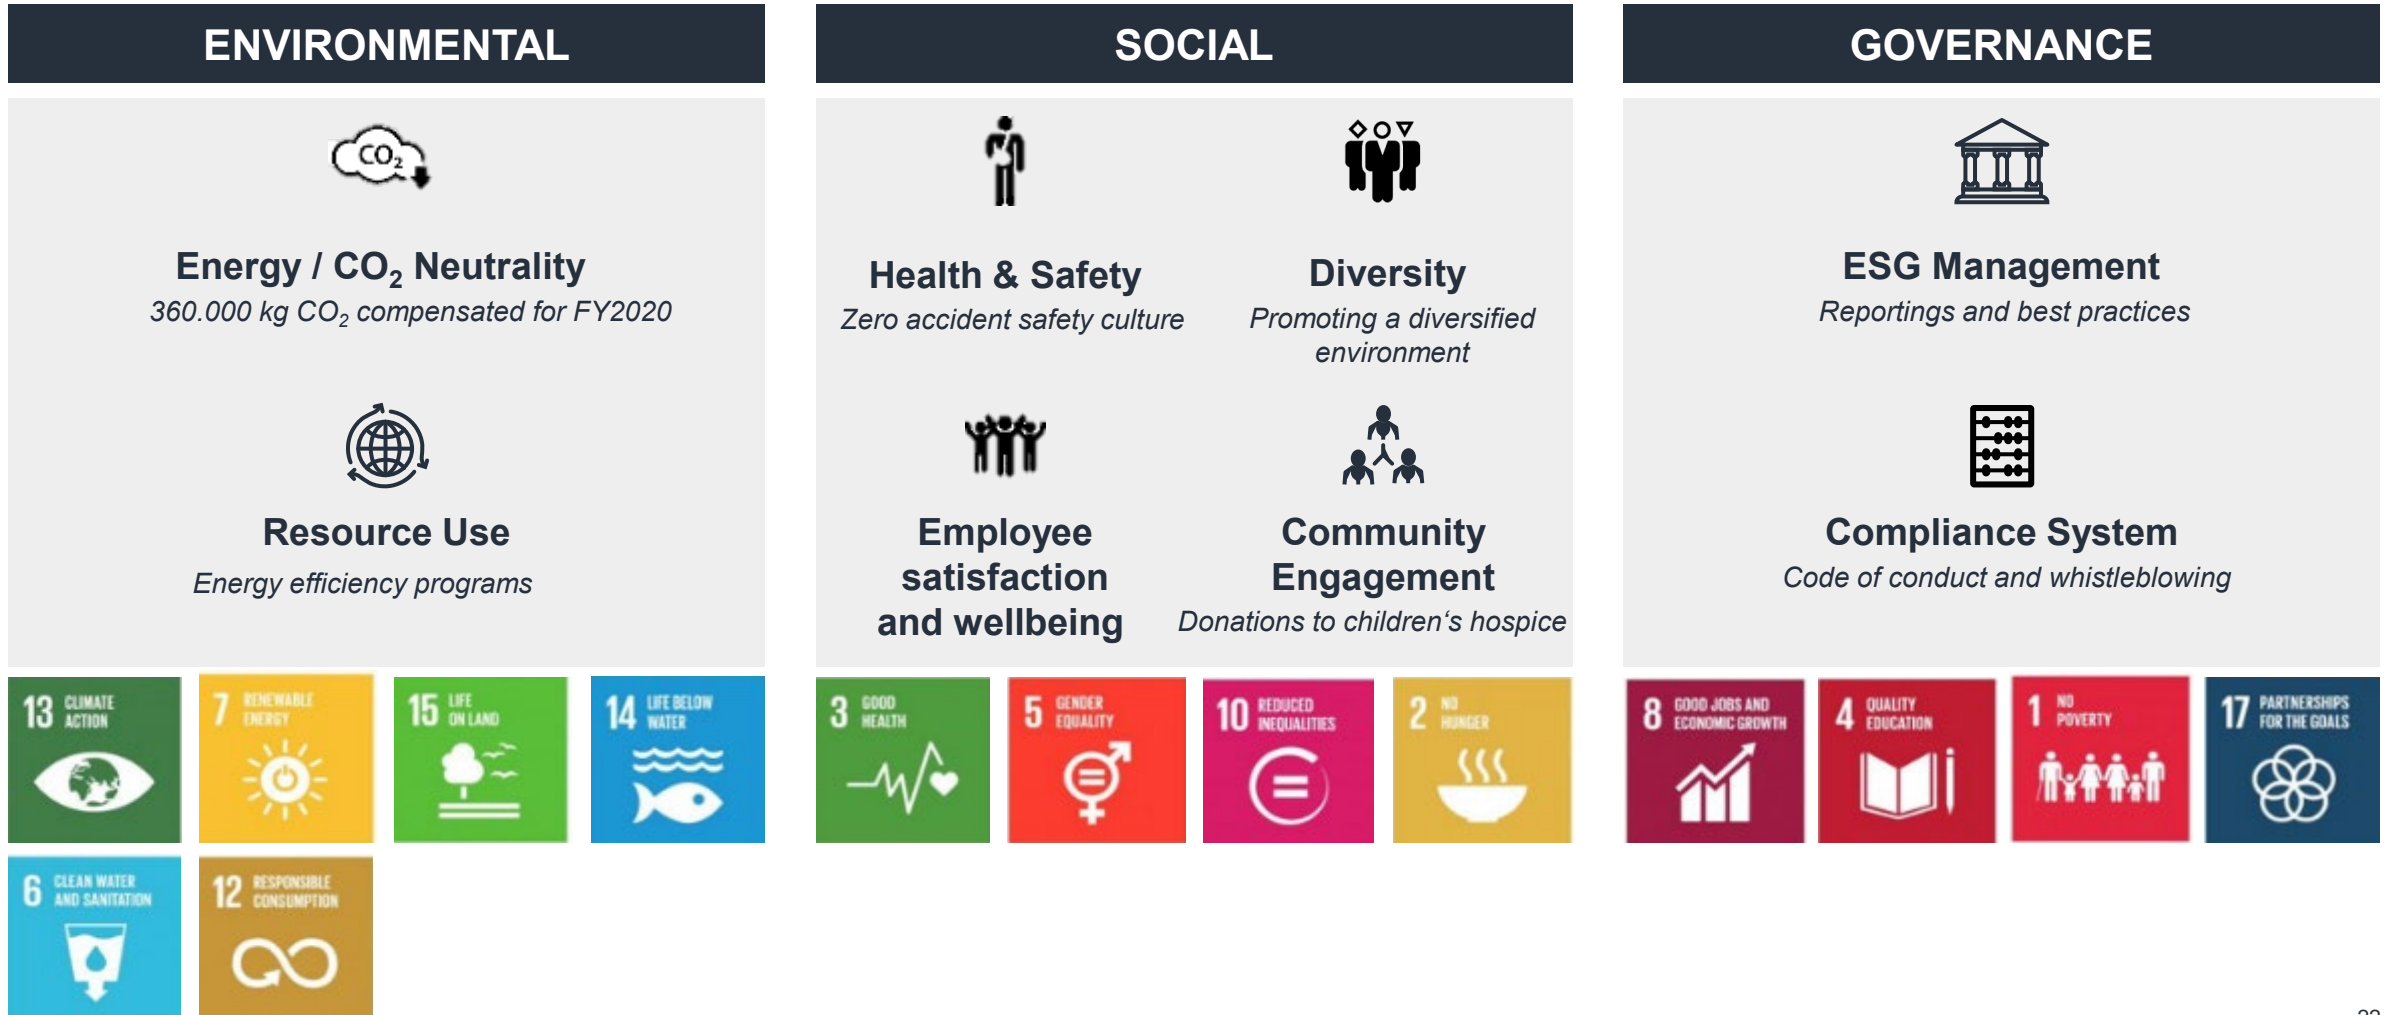 ENVIRONMENTAL
CO2
Energy / CO2 Neutrality
360.000 kg CO2 compensated for FY2020
Resource Use
Energy efficiency programs
13 CLIMATE
ACTION
7 RENEWABLE
ENERGY
15 LIFE
ON LAND
14 LIFE BELOW
WATER
6 CLEAN WATER
AND SANITATION
12 RESPONSIBLE
CONSUMPTION
SOCIAL
Health & Safety
Zero accident safety culture
Diversity
Promoting a diversified
environment
Employee
satisfaction
and wellbeing
Community
Engagement
Donations to children‘s hospice
3 GOOD
HEALTH
5 GENDER
EQUALITY
10 REDUCED
INEQUALITIES
2 NO
HUNGER
GOVERNANCE
ESG Management
Reportings and best practices
Compliance System
Code of conduct and whistleblowing
8 GOOD JOBS AND
ECONOMIC GROWTH
4 QUALITY
EDUCATION
1 NO
POVERTY
17 PARTNERSHIPS
FOR THE GOALS